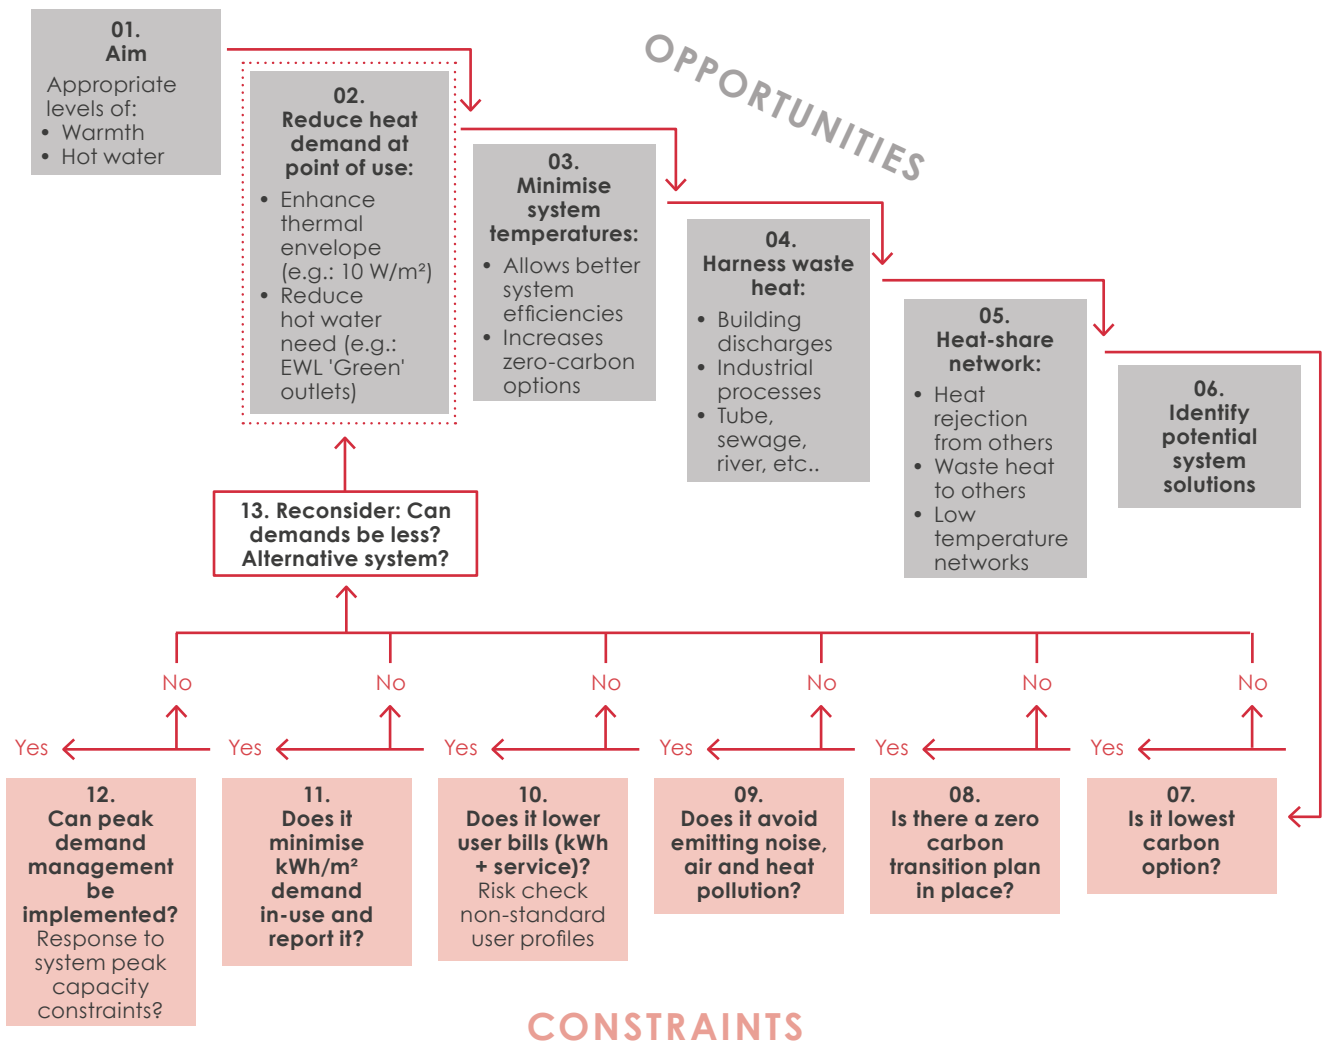 01.
Aim
Appropriate
levels of:
• Warmth
• Hot water
OPPORTUNITIES
02.
Reduce heat
demand at
point of use:
• Enhance
thermal
envelope
(e.g.: 10 W/m²)
• Reduce
hot water
need (e.g.:
EWL 'Green'
outlets)
03.
Minimise
system
temperatures:
• Allows better
system
efficiencies
• Increases
zero-carbon
options
04.
Harness waste
heat:
• Building
discharges
• Industrial
processes
• Tube,
sewage,
river, etc..
05.
Heat-share
network:
• Heat
rejection
from others
• Waste heat
to others
• Low
temperature
networks
06.
Identify
potential
system
solutions
13. Reconsider: Can
demands be less?
Alternative system?
No
No
No
No
No
No
Yes
Yes
Yes
Yes
Yes
Yes
12.
Can peak
demand
management
be
implemented?
Response to
system peak
capacity
constraints?
11.
Does it
minimise
kWh/m²
demand
in-use and
report it?
10.
Does it lower
user bills (kWh
+ service)?
Risk check
non-standard
user profiles
09.
Does it avoid
emitting noise,
air and heat
pollution?
08.
Is there a zero
carbon
transition plan
in place?
07.
Is it lowest
carbon
option?
CONSTRAINTS